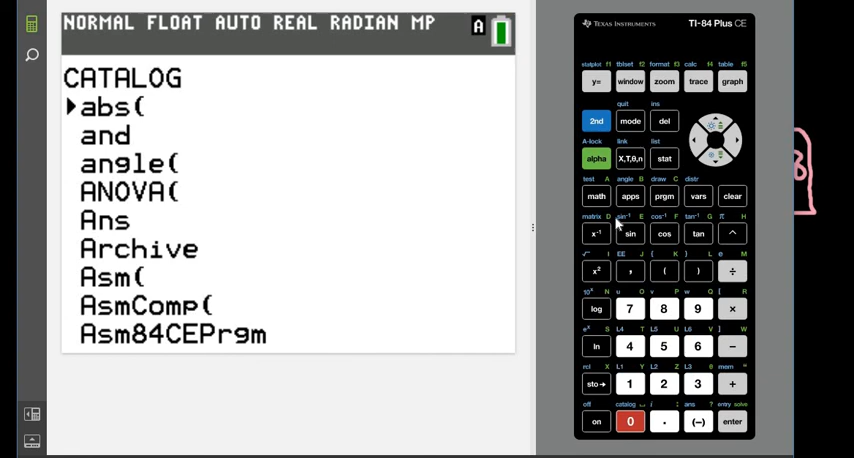 NORMAL FLOAT AUTO REAL RADIAN MP
A
CATALOG
abs(
and
angle(
ANOVA(
Ans
Archive
Asm(
AsmComp(
Asm84CEPrgm
TEXAS INSTRUMENTS TI-84 Plus CE
statplot f1 tblset f2 format f3 calc f4 table f5
y= window zoom trace graph
quit ins
2nd mode del
A-lock link list
alpha X,T,θ,n stat
test A angle B draw C distr
math apps prgm vars clear
matrix D sin-1 E cos-1 F tan-1 G π H
x-1 sin cos tan ^
√ I EE J { K } L e M
x² , ( ) ÷
10x N u O v P w Q [ R
log 7 8 9 ×
ex S L4 T L5 U L6 V ] W
ln 4 5 6 −
rcl X L1 Y L2 Z L3 θ mem "
sto→ 1 2 3 +
off catalog i : ans ? entry solve
on 0 . (−) enter
8